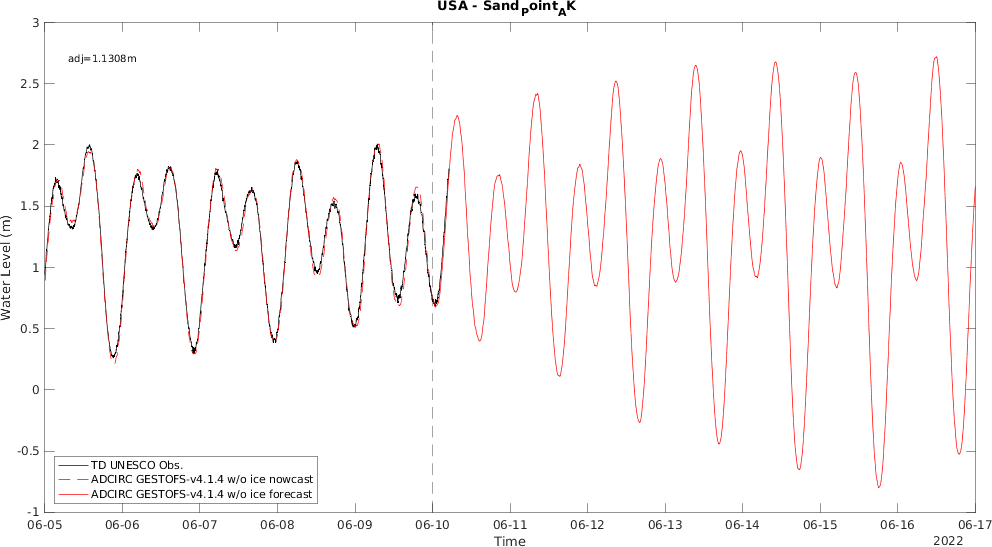 USA - Sand_Point_AK
adj=1.1308m
3
2.5
2
1.5
1
0.5
0
-0.5
-1
Water Level (m)
TD UNESCO Obs.
ADCIRC GESTOFS-v4.1.4 w/o ice nowcast
ADCIRC GESTOFS-v4.1.4 w/o ice forecast
06-05 06-06 06-07 06-08 06-09 06-10 06-11 06-12 06-13 06-14 06-15 06-16 06-17
Time
2022